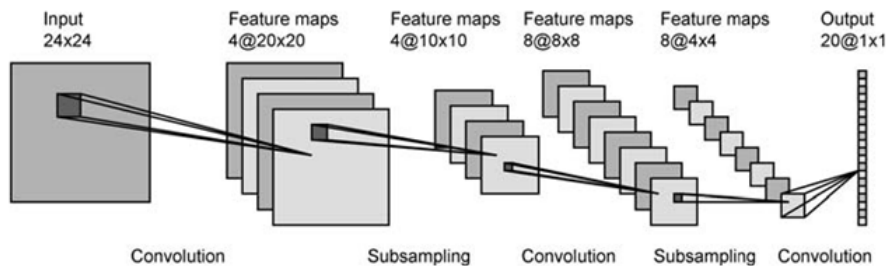 Input
24x24
Feature maps
4@20x20
Feature maps
4@10x10
Feature maps
8@8x8
Feature maps
8@4x4
Output
20@1x1
Convolution
Subsampling
Convolution
Subsampling
Convolution